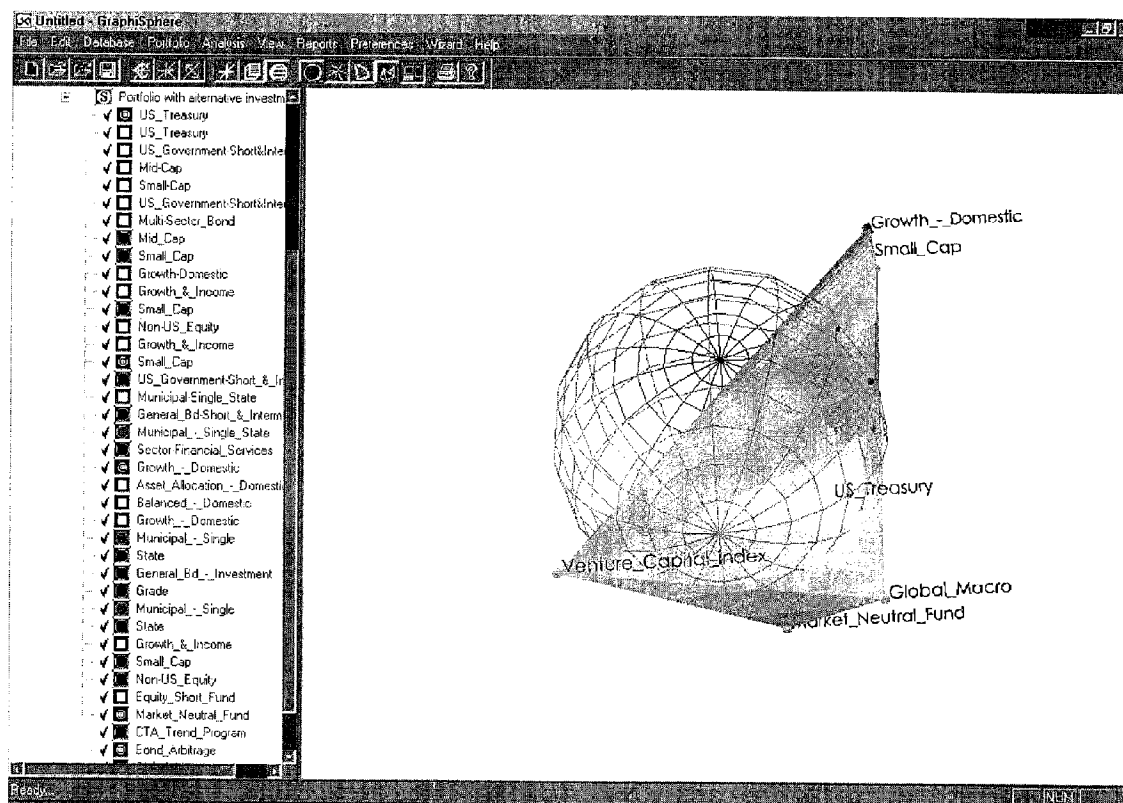 Untitled - GraphiSphere
File Edit Database Portfolio Analysis View Reports Preferences Wizard Help
Portfolio with alternative investm
US_Treasury
US_Treasury
US_Government-Short&Inte
Mid-Cap
Small-Cap
US_Government-Short&Inte
Multi-Sector_Bond
Mid_Cap
Small_Cap
Growth-Domestic
Growth_&_Income
Small_Cap
Non-US_Equity
Growth_&_Income
Small_Cap
US_Government-Short_&_In
Municipal-Single_State
General_Bd-Short_&_Interm
Municipal_-_Single_State
Sector-Financial_Services
Growth_-_Domestic
Asset_Allocation_-_Domesti
Balanced_-_Domestic
Growth_-_Domestic
Municipal_-_Single
State
General_Bd_-_Investment
Grade
Municipal_-_Single
State
Growth_&_Income
Small_Cap
Non-US_Equity
Equity_Short_Fund
Market_Neutral_Fund
CTA_Trend_Program
Bond_Arbitrage
Growth_-_Domestic
Small_Cap
US_Treasury
Venture_Capital_Index
Global_Macro
Market_Neutral_Fund
Ready...
NUM